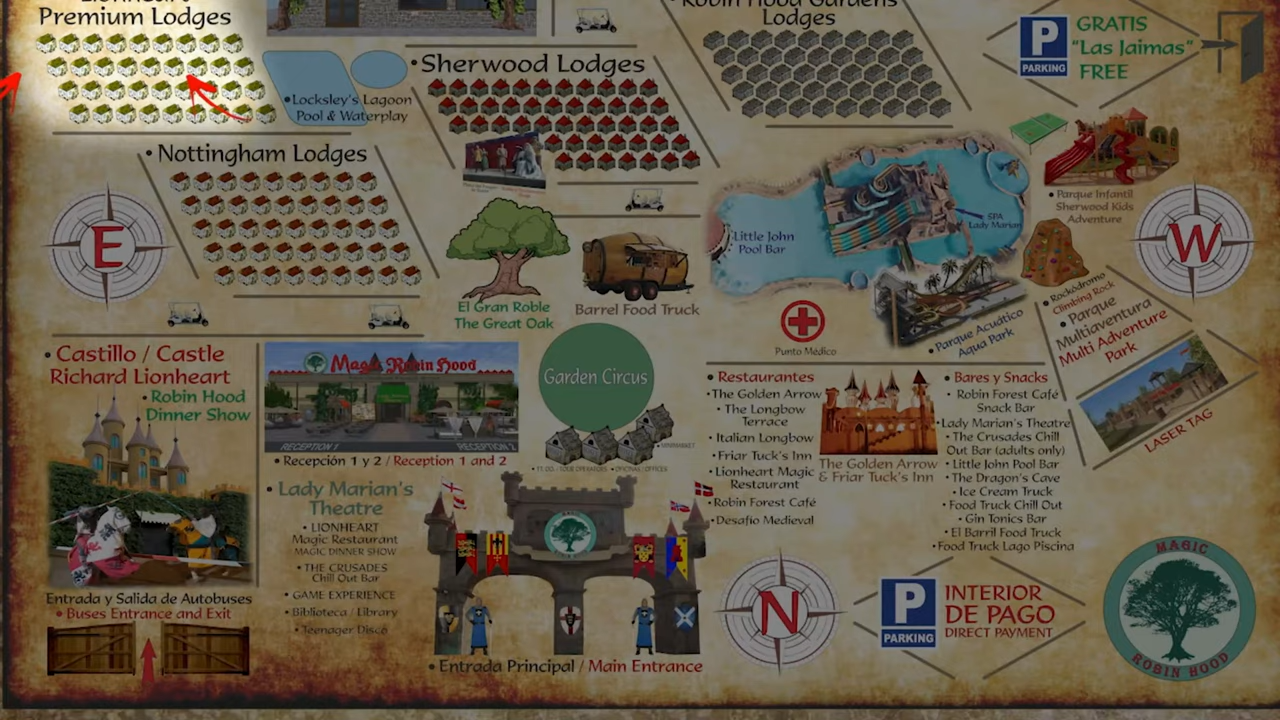 Premium Lodges
Lodges
P
PARKING
GRATIS
"Las Jaimas"
FREE
• Sherwood Lodges
• Locksley's Lagoon
Pool & Waterplay
• Nottingham Lodges
E
Little John
Pool Bar
SPA
Lady Marian
• Parque Infantil
Sherwood Kids
Adventure
W
El Gran Roble
The Great Oak
Barrel Food Truck
Punto Médico
• Parque Acuático
Aqua Park
• Rockódromo
Climbing Rock
• Parque
Multiaventura
Multi Adventure
Park
LASER TAG
• Castillo / Castle
Richard Lionheart
• Robin Hood
Dinner Show
Magic Robin Hood
RECEPTION 1
RECEPTION 2
• Recepción 1 y 2 / Reception 1 and 2
Garden Circus
MINIMARKET
• Restaurantes
• The Golden Arrow
• The Longbow
Terrace
• Italian Longbow
• Friar Tuck's Inn
• Lionheart Magic
Restaurant
• Robin Forest Café
• Desafío Medieval
The Golden Arrow
& Friar Tuck's Inn
• Bares y Snacks
• Robin Forest Café
Snack Bar
• Lady Marian's Theatre
• The Crusades Chill
Out Bar (adults only)
• Little John Pool Bar
• The Dragon's Cave
• Ice Cream Truck
• Food Truck Chill Out
• Gin Tonics Bar
• El Barril Food Truck
• Food Truck Lago Piscina
• Lady Marian's
Theatre
• LIONHEART
Magic Restaurant
MAGIC DINNER SHOW
• THE CRUSADES
Chill Out Bar
• GAME EXPERIENCE
• Biblioteca / Library
• Teenager Disco
Entrada y Salida de Autobuses
• Buses Entrance and Exit
• Entrada Principal / Main Entrance
N
P
PARKING
INTERIOR
DE PAGO
DIRECT PAYMENT
MAGIC
ROBIN HOOD